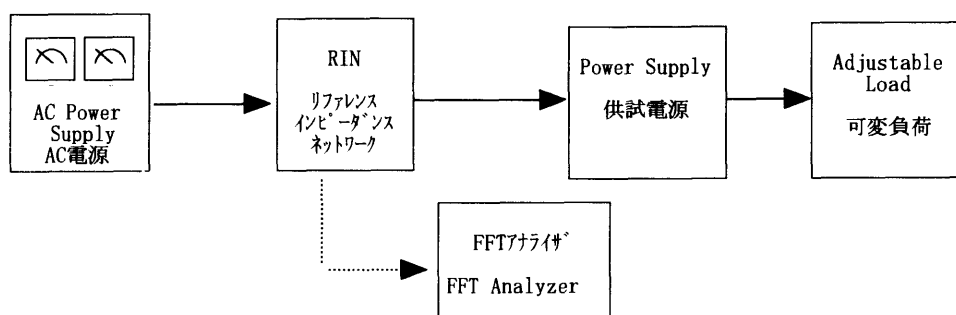 AC Power
Supply
AC電源
RIN
リファレンス
インピーダンス
ネットワーク
Power Supply
供試電源
Adjustable
Load
可変負荷
FFTアナライザ
FFT Analyzer